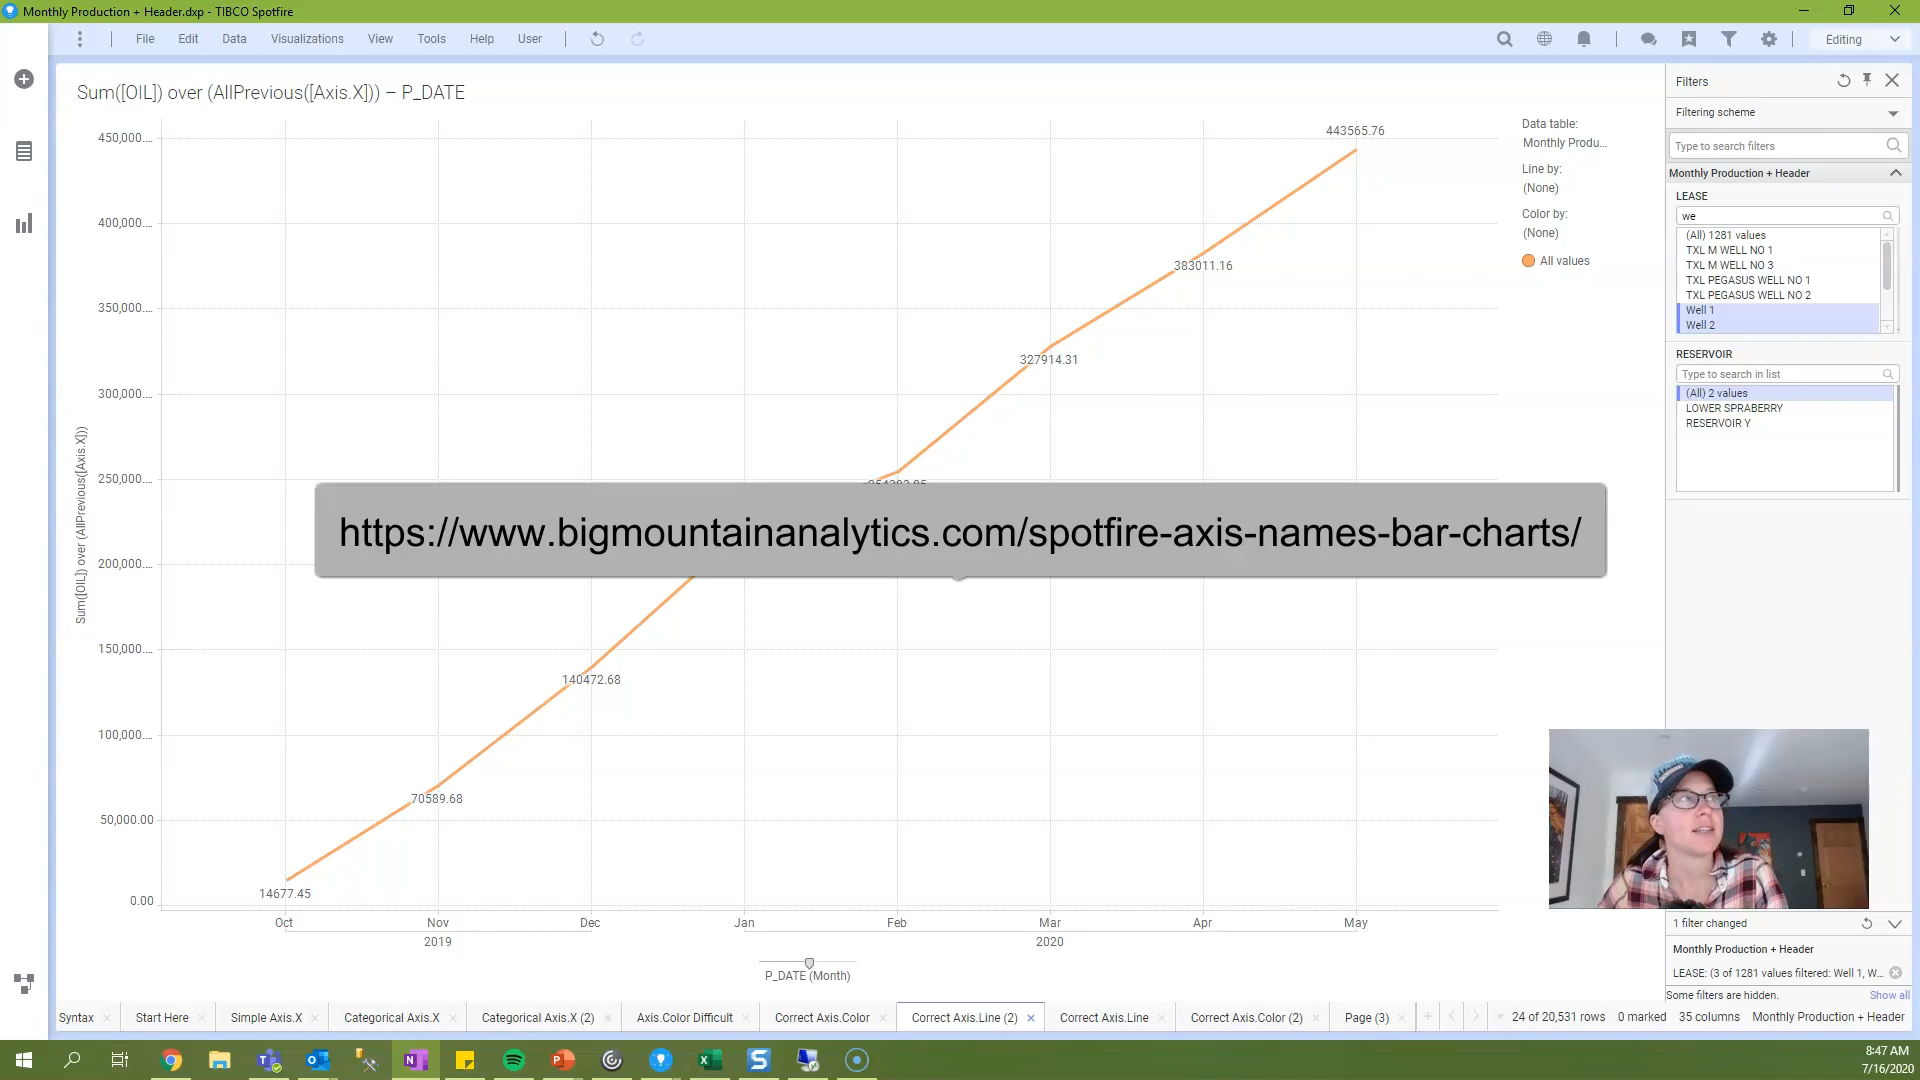 Monthly Production + Header.dxp - TIBCO Spotfire
File Edit Data Visualizations View Tools Help User
Editing
Sum([OIL]) over (AllPrevious([Axis.X])) – P_DATE
Sum([OIL]) over (AllPrevious([Axis.X]))
450,000....
400,000....
350,000....
300,000....
250,000....
200,000....
150,000....
100,000....
50,000.00
0.00
443565.76
383011.16
327914.31
140472.68
70589.68
14677.45
https://www.bigmountainanalytics.com/spotfire-axis-names-bar-charts/
Oct Nov Dec Jan Feb Mar Apr May
2019 2020
P_DATE (Month)
Data table:
Monthly Produ...
Line by:
(None)
Color by:
(None)
All values
Filters
Filtering scheme
Type to search filters
Monthly Production + Header
LEASE
we
(All) 1281 values
TXL M WELL NO 1
TXL M WELL NO 3
TXL PEGASUS WELL NO 1
TXL PEGASUS WELL NO 2
Well 1
Well 2
RESERVOIR
Type to search in list
(All) 2 values
LOWER SPRABERRY
RESERVOIR Y
1 filter changed
Monthly Production + Header
LEASE: (3 of 1281 values filtered: Well 1, W...
Some filters are hidden. Show all
Syntax Start Here Simple Axis.X Categorical Axis.X Categorical Axis.X (2) Axis.Color Difficult Correct Axis.Color Correct Axis.Line (2) Correct Axis.Line Correct Axis.Color (2) Page (3) 24 of 20,531 rows 0 marked 35 columns Monthly Production + Header
8:47 AM
7/16/2020